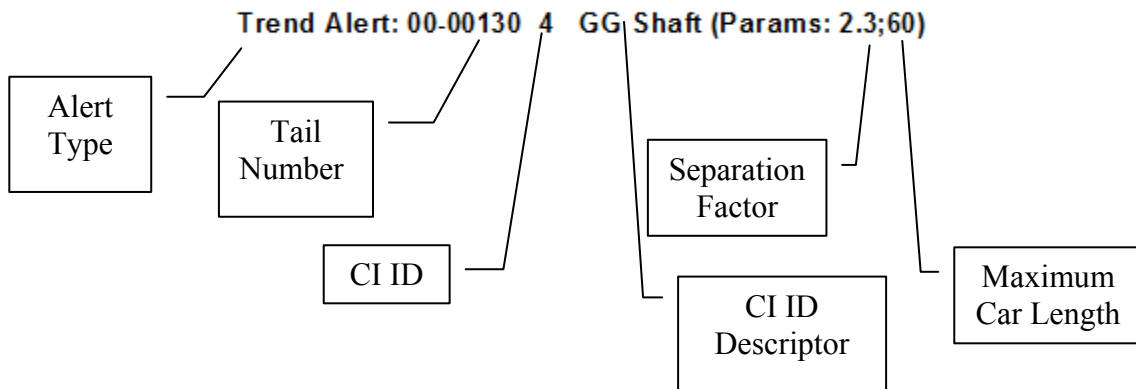 Trend Alert: 00-00130 4 GG Shaft (Params: 2.3;60)
Alert
Type
Tail
Number
Separation
Factor
CI ID
CI ID
Descriptor
Maximum
Car Length